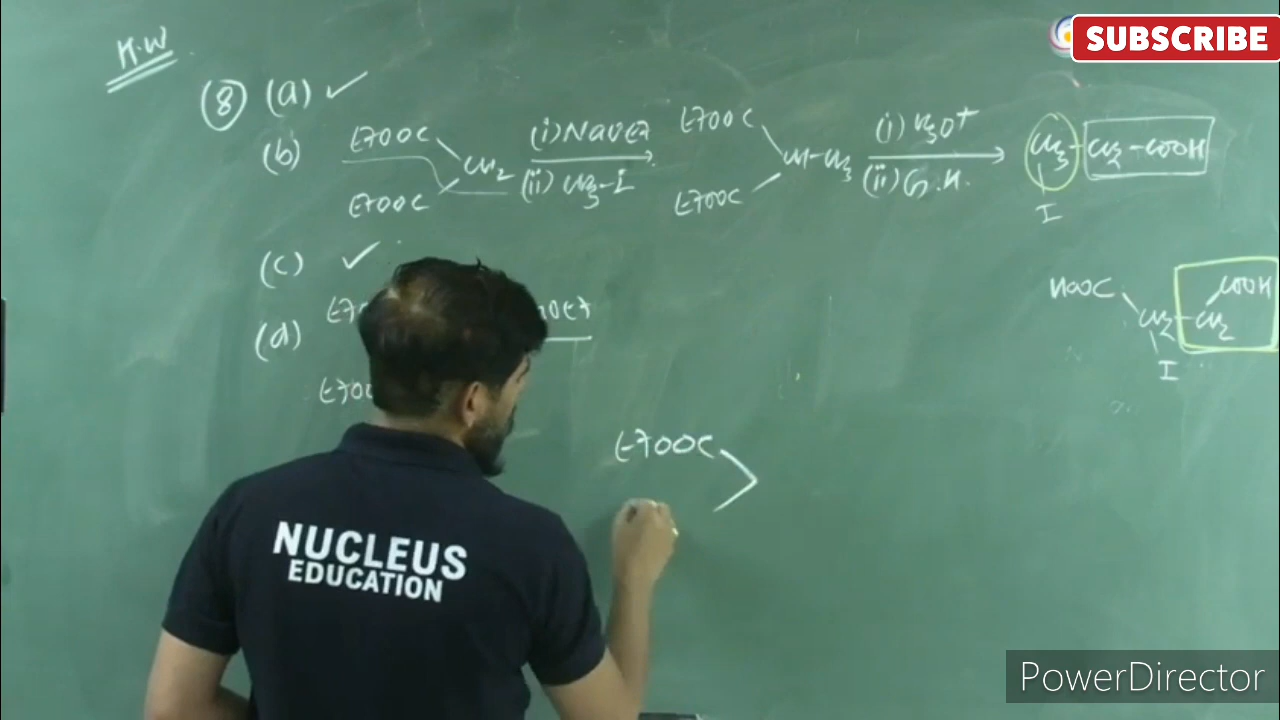 SUBSCRIBE
H.W
(8) (a) ✓
(b) EtOOC
CH2
EtOOC
(i) NaOEt
(ii) CH3-I
EtOOC
CH-CH3
EtOOC
(i) H3O+
(ii) G.H.
CH3-CH2-COOH
I
(c) ✓
HOOC
CH2-CH2
COOH
I
(d)
EtOOC
NUCLEUS
EDUCATION
PowerDirector